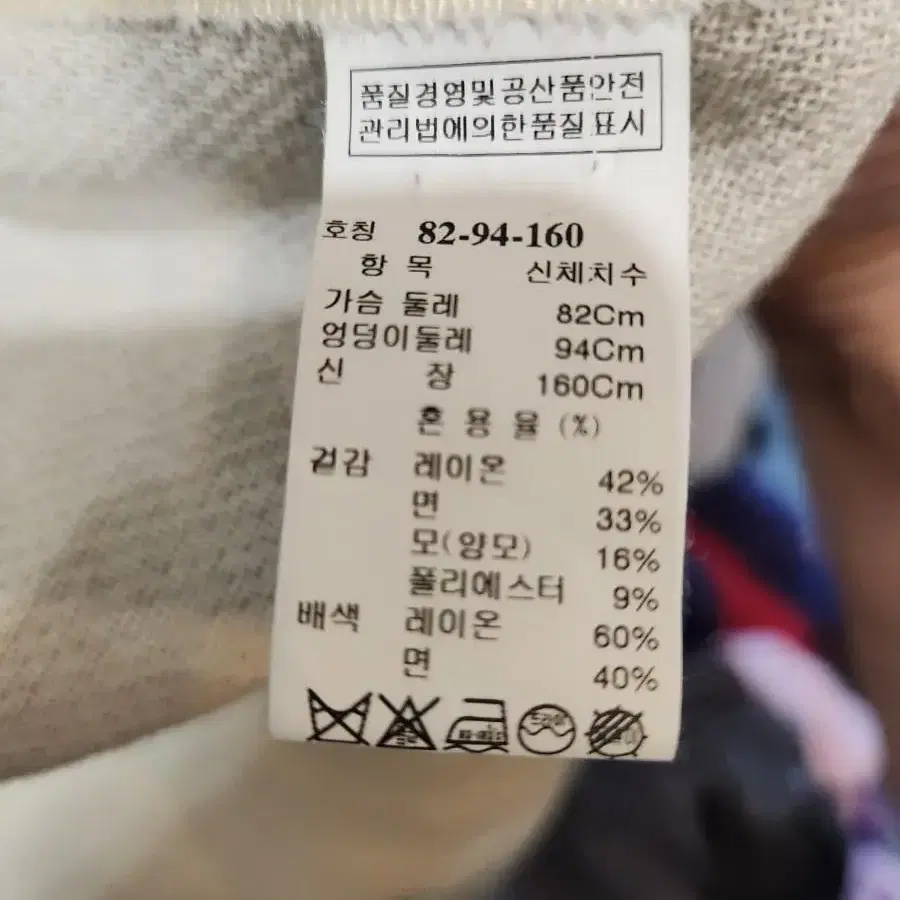 품질경영및공산품안전
관리법에의한품질표시
호칭 82-94-160
항 목 신체치수
가슴 둘레 82Cm
엉덩이둘레 94Cm
신 장 160Cm
혼 용 율 (%)
겉감 레이온 42%
면 33%
모(양모) 16%
폴리에스터 9%
배색 레이온 60%
면 40%
드라이